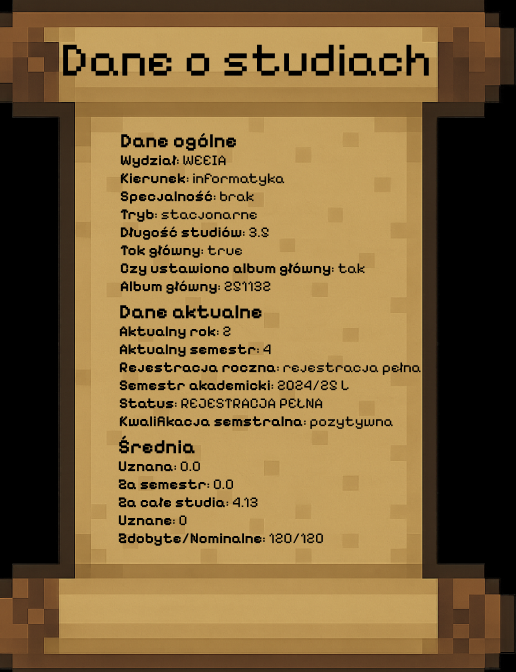 Dane o studiach
Dane ogólne
Wydział: WEEIA
Kierunek: informatyka
Specjalność: brak
Tryb: stacjonarne
Długość studiów: 3.5
Tok główny: true
Czy ustawiono album główny: tak
Album główny: 251132
Dane aktualne
Aktualny rok: 2
Aktualny semestr: 4
Rejestracja roczna: rejestracja pełna
Semestr akademicki: 2024/25 L
Status: REJESTRACJA PEŁNA
Kwalifikacja semstralna: pozytywna
Średnia
Uznana: 0.0
Za semestr: 0.0
Za całe studia: 4.13
Uznane: 0
Zdobyte/Nominalne: 120/120